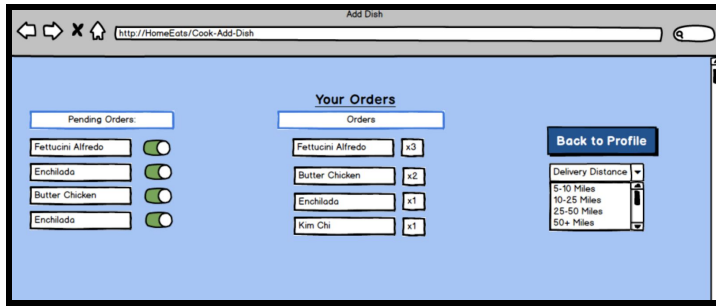 Add Dish
http://HomeEats/Cook-Add-Dish
Your Orders
Pending Orders:
Fettucini Alfredo
Enchilada
Butter Chicken
Enchilada
Orders
Fettucini Alfredo x3
Butter Chicken x2
Enchilada x1
Kim Chi x1
Back to Profile
Delivery Distance
5-10 Miles
10-25 Miles
25-50 Miles
50+ Miles